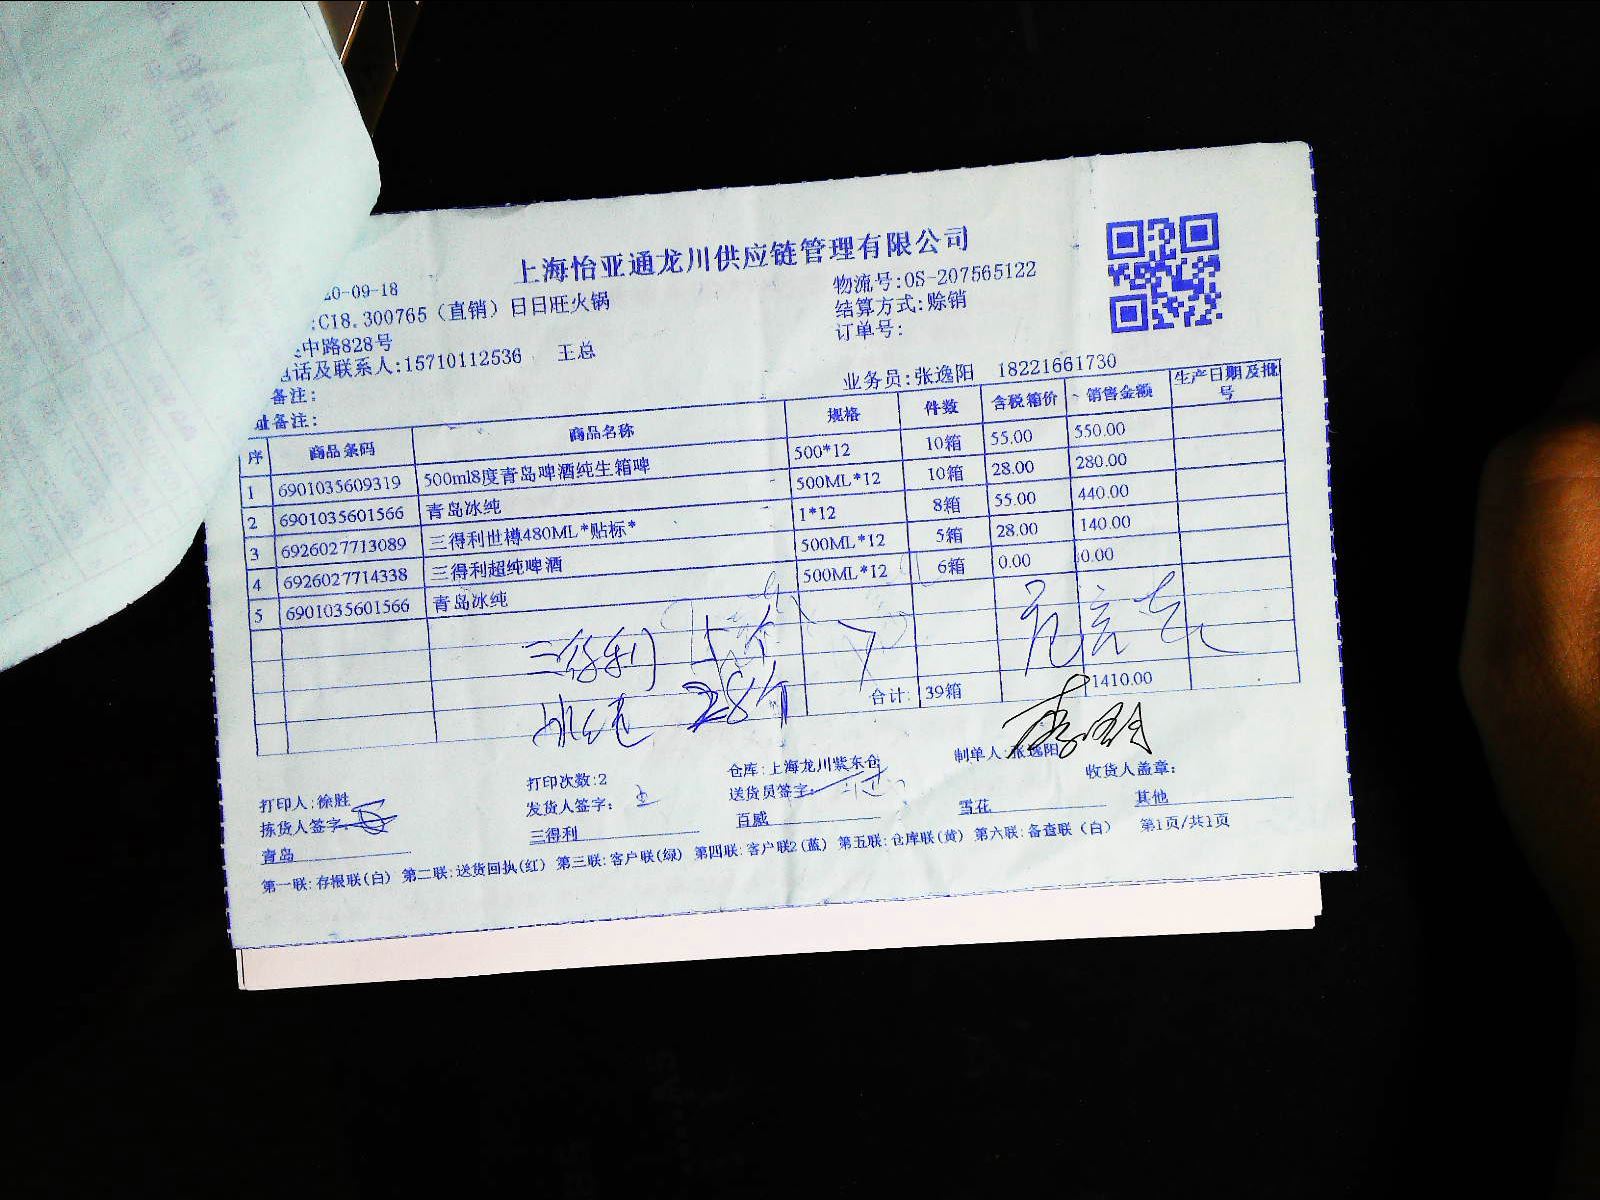 上海怡亚通龙川供应链管理有限公司
20-09-18
物流号:OS-207565122
:C18.300765（直销）日日旺火锅
结算方式:赊销
中路828号
订单号:
电话及联系人:15710112536 王总
备注:
业务员:张逸阳 18221661730
址备注:
序 商品条码 商品名称 规格 件数 含税箱价 销售金额 生产日期及批号
1 6901035609319 500ml8度青岛啤酒纯生箱啤 500*12 10箱 55.00 550.00
2 6901035601566 青岛冰纯 500ML*12 10箱 28.00 280.00
3 6926027713089 三得利世樽480ML*贴标* 1*12 8箱 55.00 440.00
4 6926027714338 三得利超纯啤酒 500ML*12 5箱 28.00 140.00
5 6901035601566 青岛冰纯 500ML*12 6箱 0.00 0.00
三得利
冰纯 28个
合计: 39箱 1410.00
打印人:徐胜 打印次数:2 仓库:上海龙川紫东仓 制单人:张逸阳
拣货人签字: 发货人签字: 送货员签字: 收货人盖章:
青岛 三得利 百威 雪花 其他
第一联:存根联(白) 第二联:送货回执(红) 第三联:客户联(绿) 第四联:客户联2(蓝) 第五联:仓库联(黄) 第六联:备查联(白) 第1页/共1页